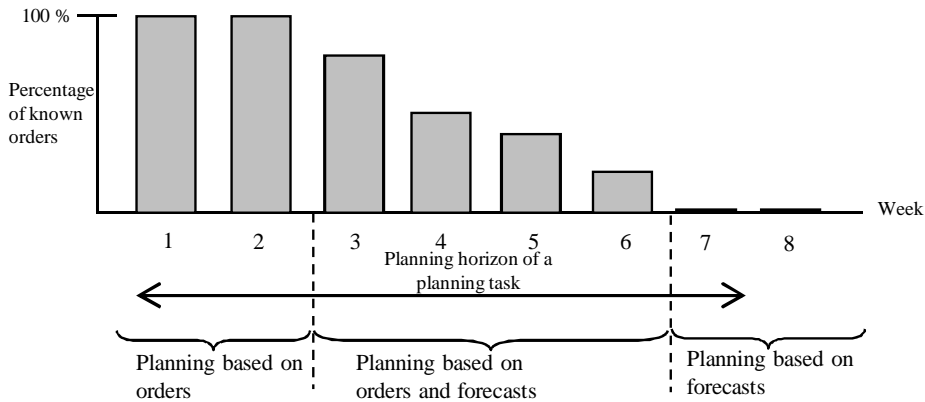 100 %
Percentage
of known
orders
Week
1 2 3 4 5 6 7 8
Planning horizon of a
planning task
Planning based on
orders
Planning based on
orders and forecasts
Planning based on
forecasts